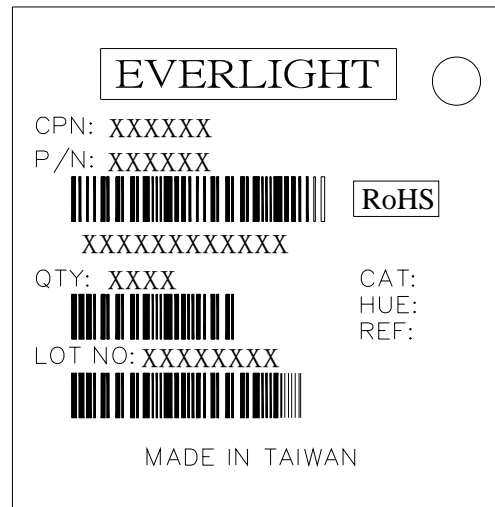 EVERLIGHT
CPN: XXXXXX
P/N: XXXXXX
RoHS
XXXXXXXXXXXX
QTY: XXXX
CAT:
HUE:
REF:
LOT NO: XXXXXXXX
MADE IN TAIWAN